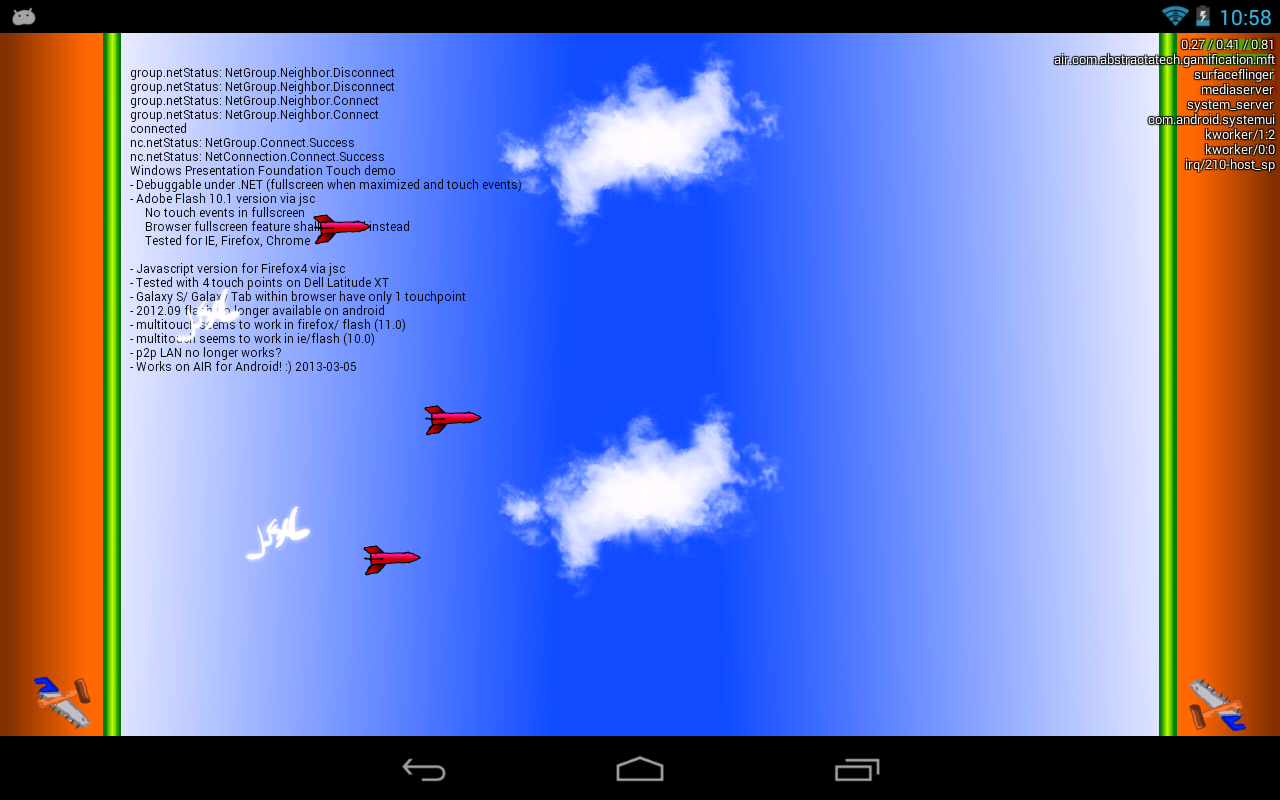 10:58
group.netStatus: NetGroup.Neighbor.Disconnect
group.netStatus: NetGroup.Neighbor.Disconnect
group.netStatus: NetGroup.Neighbor.Connect
group.netStatus: NetGroup.Neighbor.Connect
connected
nc.netStatus: NetGroup.Connect.Success
nc.netStatus: NetConnection.Connect.Success
Windows Presentation Foundation Touch demo
- Debuggable under .NET (fullscreen when maximized and touch events)
- Adobe Flash 10.1 version via jsc
No touch events in fullscreen
Browser fullscreen feature instead
Tested for IE, Firefox, Chrome
- Javascript version for Firefox4 via jsc
- Tested with 4 touch points on Dell Latitude XT
- Galaxy S/ Galaxy Tab within browser have only 1 touchpoint
- 2012.09 flash no longer available on android
- multitouch seems to work in firefox/ flash (11.0)
- multitouch seems to work in ie/flash (10.0)
- p2p LAN no longer works?
- Works on AIR for Android! :) 2013-03-05
jsc
jsc
0.27 / 0.41 / 0.81
air.com.abstractatech.gamification.mft
surfaceflinger
mediaserver
system_server
com.android.systemui
kworker/1:2
kworker/0:0
irq/210-host_sp